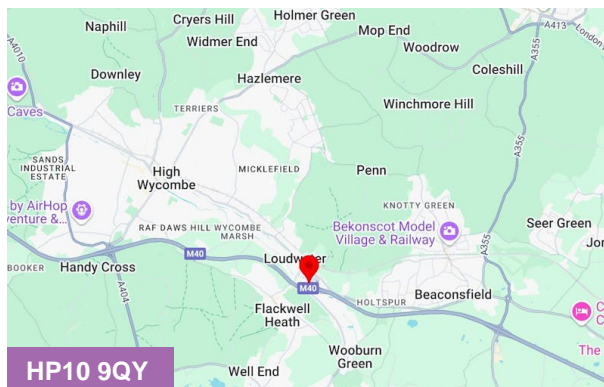 Naphill
Cryers Hill
Holmer Green
A413
London
Widmer End
Mop End
A355
A4010
Woodrow
Downley
Hazlemere
Coleshill
Caves
TERRIERS
Winchmore Hill
A355
SANDS
INDUSTRIAL
ESTATE
High
Wycombe
MICKLEFIELD
Penn
KNOTTY GREEN
by AirHop
venture &...
Seer Green
RAF DAWS HILL
WYCOMBE
MARSH
Bekonscot Model
Village & Railway
A355
M40
BOOKER
Handy Cross
Loudwater
M40
A404
HOLTSPUR
Beaconsfield
Flackwell
Heath
The
Wooburn
Green
Well End
HP10 9QY